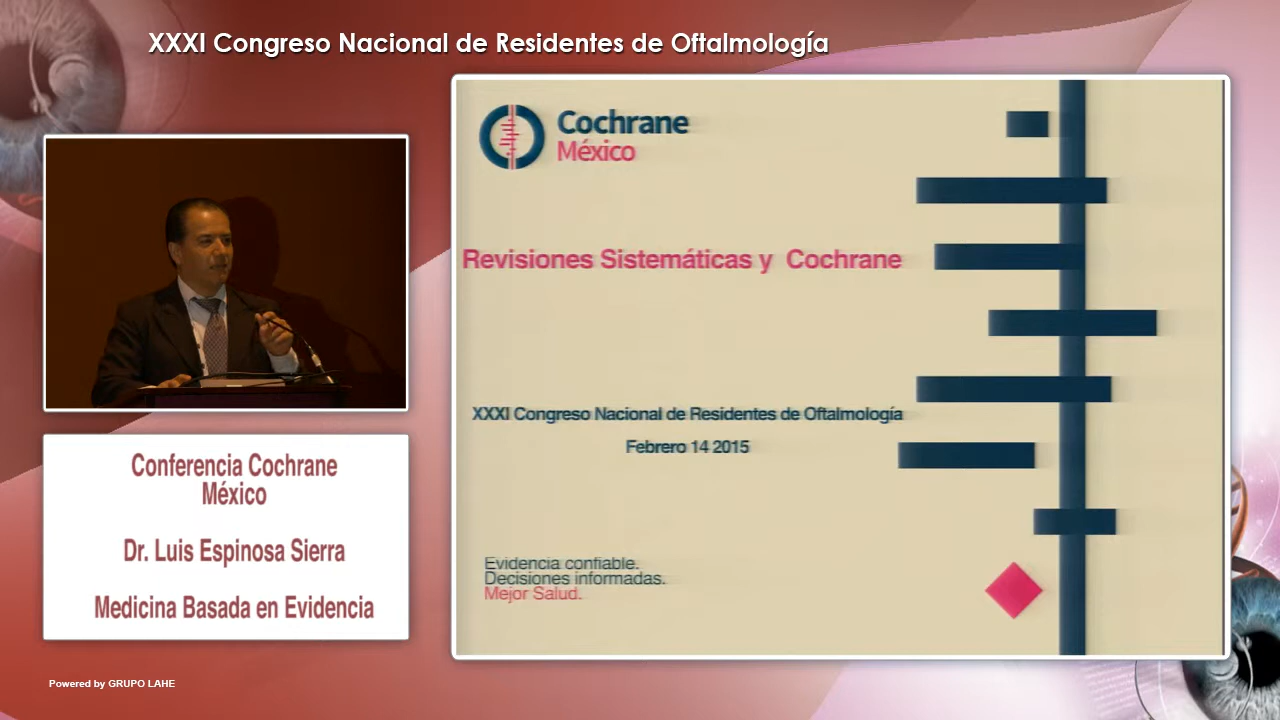 XXXI Congreso Nacional de Residentes de Oftalmología
Cochrane
México
Revisiones Sistemáticas y Cochrane
XXXI Congreso Nacional de Residentes de Oftalmología
Febrero 14 2015
Evidencia confiable.
Decisiones informadas.
Mejor Salud.
Conferencia Cochrane
México
Dr. Luis Espinosa Sierra
Medicina Basada en Evidencia
Powered by GRUPO LAHE